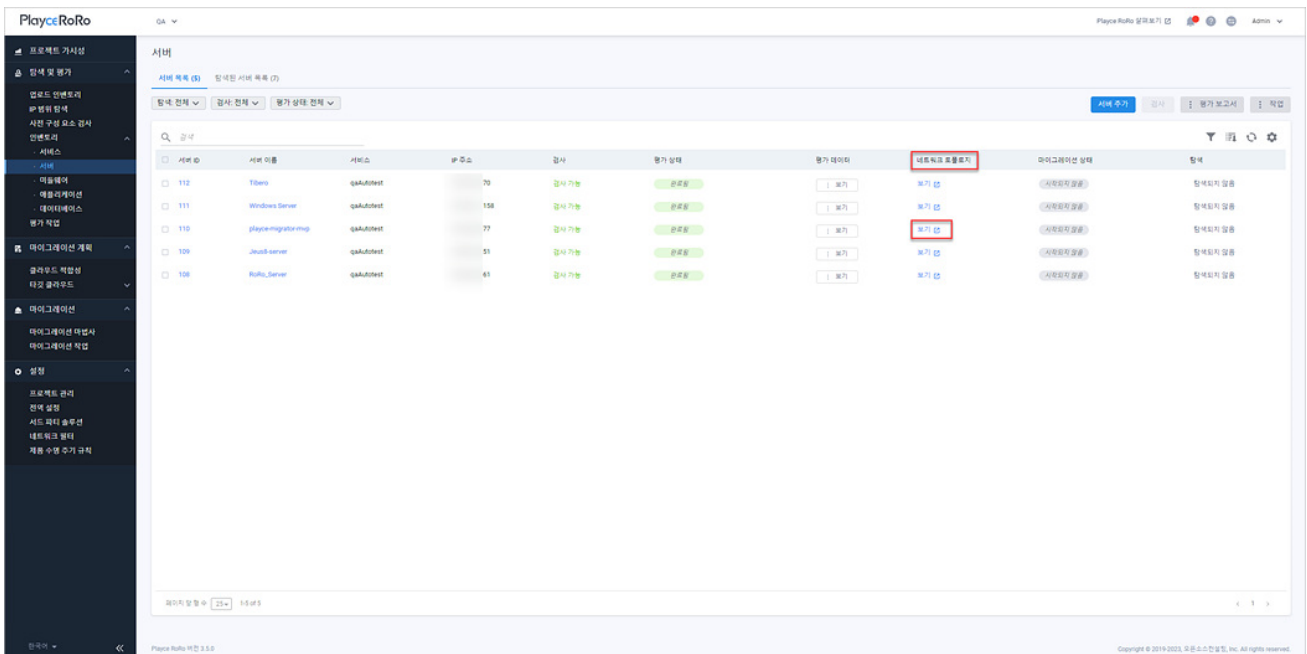 PlayceRoRo
QA
Playce RoRo 살펴보기
Admin
프로젝트 가시성
탐색 및 평가
업로드 인벤토리
IP 범위 탐색
사전 구성 요소 검사
인벤토리
· 서비스
· 서버
· 미들웨어
· 애플리케이션
· 데이터베이스
평가 작업
마이그레이션 계획
클라우드 적합성
타깃 클라우드
마이그레이션
마이그레이션 마법사
마이그레이션 작업
설정
프로젝트 관리
전역 설정
서드 파티 솔루션
네트워크 필터
제품 수명 주기 규칙
한국어
서버
서버 목록 (5) 탐색된 서버 목록 (7)
탐색: 전체 검사: 전체 평가 상태: 전체
서버 추가 검사 평가 보고서 작업
검색
서버 ID 서버 이름 서비스 IP 주소 검사 평가 상태 평가 데이터 네트워크 토폴로지 마이그레이션 상태 탐색
112 Tibero qaAutotest 70 검사 가능 완료됨 보기 보기 시작되지 않음 탐색되지 않음
111 Windows Server qaAutotest 158 검사 가능 완료됨 보기 보기 시작되지 않음 탐색되지 않음
110 playce-migrator-mvp qaAutotest 77 검사 가능 완료됨 보기 보기 시작되지 않음 탐색되지 않음
109 Jeus8-server qaAutotest 51 검사 가능 완료됨 보기 보기 시작되지 않음 탐색되지 않음
106 RoRo_Server qaAutotest 61 검사 가능 완료됨 보기 보기 시작되지 않음 탐색되지 않음
페이지 당 행 수 25 1-5 of 5
1
Playce RoRo 버전 3.5.0
Copyright © 2019-2023, 오픈소스컨설팅, Inc. All rights reserved.